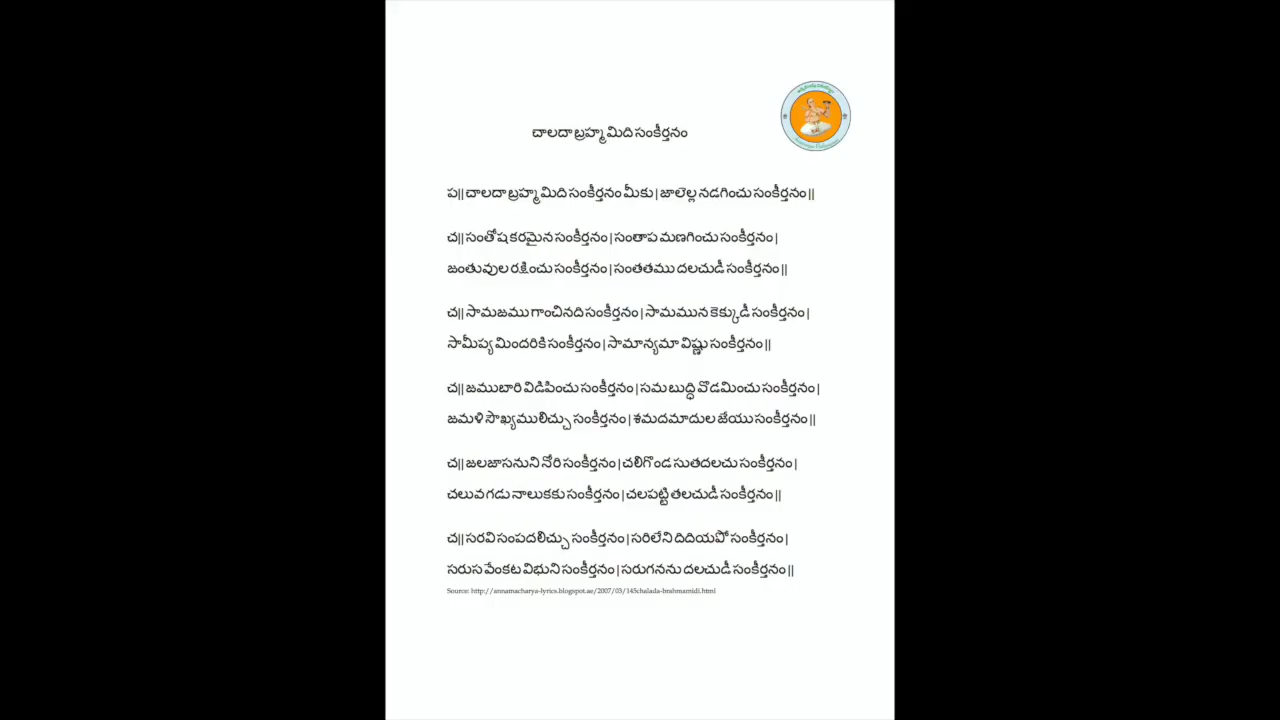 చాలదా బ్రహ్మ మిది సంకీర్తనం
ప|| చాలదా బ్రహ్మ మిది సంకీర్తనం మీకు | జాలెల్ల నడగించు సంకీర్తనం ||
చ|| సంతోష కరమైన సంకీర్తనం | సంతాప మణగించు సంకీర్తనం |
జంతువుల రక్షించు సంకీర్తనం | సంతతము దలచుడీ సంకీర్తనం ||
చ|| సామజము గాంచినది సంకీర్తనం | సామమున కెక్కుడీ సంకీర్తనం |
సామీప్య మిందరికి సంకీర్తనం | సామాన్యమా విష్ణు సంకీర్తనం ||
చ|| జముబారి విడిపించు సంకీర్తనం | సమ బుద్ధి వొడమించు సంకీర్తనం |
జమళి సౌఖ్యములిచ్చు సంకీర్తనం | శమదమాదుల జేయు సంకీర్తనం ||
చ|| జలజాసనుని నోరి సంకీర్తనం | చలిగొండ సుతదలచు సంకీర్తనం |
చలువ గడు నాలుకకు సంకీర్తనం | చలపట్టి తలచుడీ సంకీర్తనం ||
చ|| సరవి సంపదలిచ్చు సంకీర్తనం | సరిలేని దిదియపో సంకీర్తనం |
సరుస వేంకట విభుని సంకీర్తనం | సరుగనను దలచుడీ సంకీర్తనం ||
Source: http://annamacharya-lyrics.blogspot.ae/2007/03/145chalada-brahmamidi.html